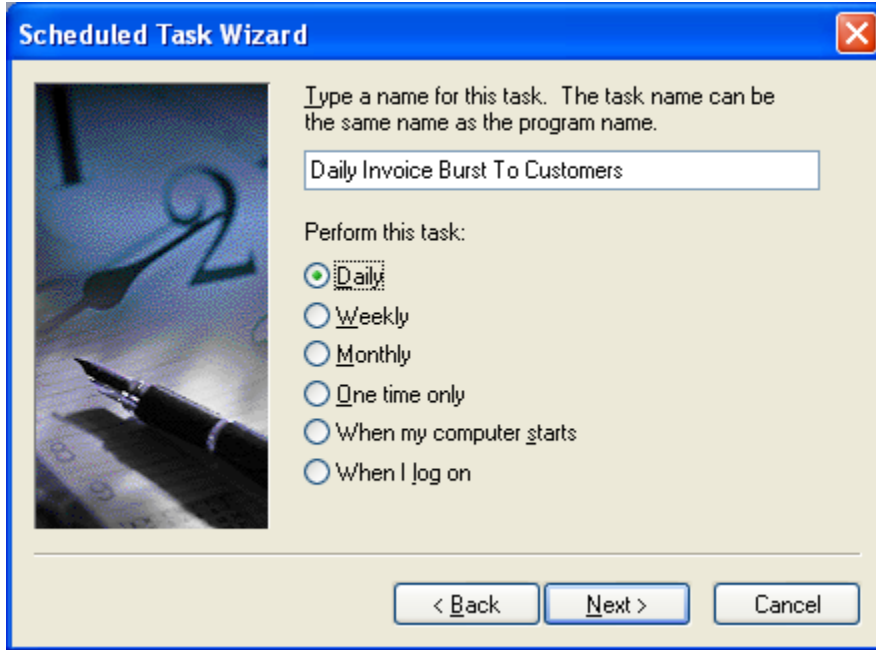 Scheduled Task Wizard
Type a name for this task. The task name can be
the same name as the program name.
Daily Invoice Burst To Customers
Perform this task:
Daily
Weekly
Monthly
One time only
When my computer starts
When I log on
< Back
Next >
Cancel
2